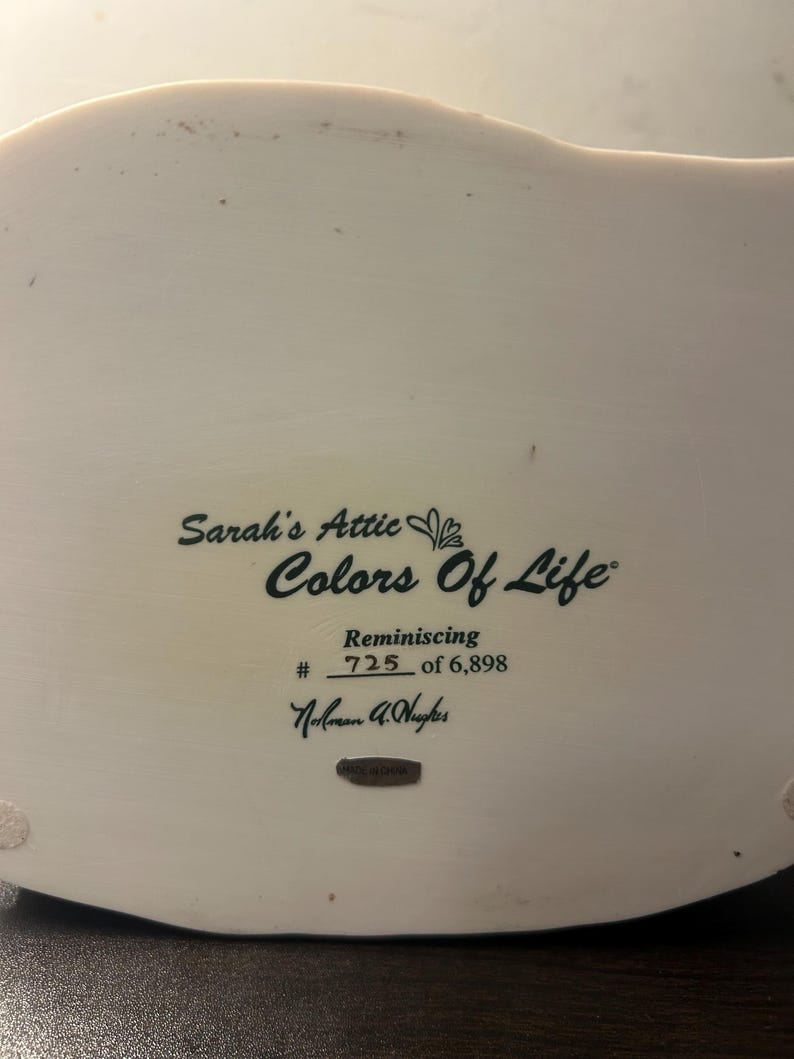 Sarah's Attic
Colors Of Life©
Reminiscing
# 725 of 6,898
Norman A. Hughes
MADE IN CHINA